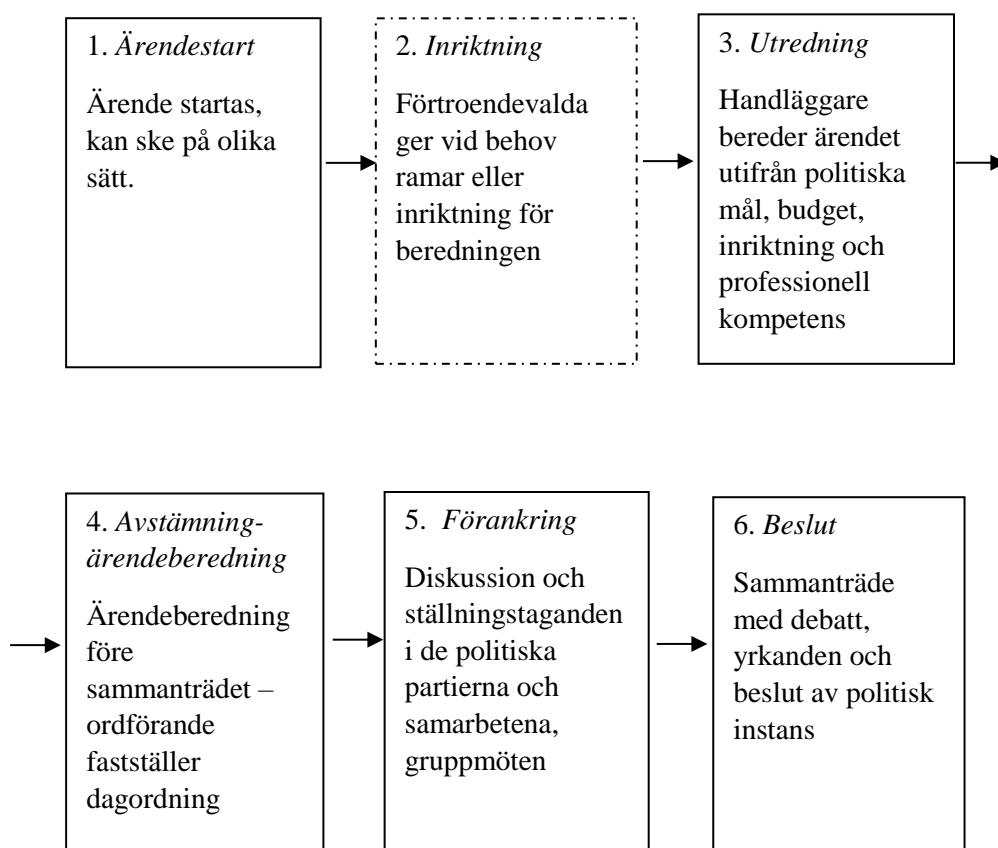 1. Ärendestart
Ärende startas,
kan ske på olika
sätt.
2. Inriktning
Förtroendevalda
ger vid behov
ramar eller
inriktning för
beredningen
3. Utredning
Handläggare
bereder ärendet
utifrån politiska
mål, budget,
inriktning och
professionell
kompetens
4. Avstämning-
ärendeberedning
Ärendeberedning
före
sammanträdet –
ordförande
fastställer
dagordning
5. Förankring
Diskussion och
ställningstaganden
i de politiska
partierna och
samarbetena,
gruppmöten
6. Beslut
Sammanträde
med debatt,
yrkanden och
beslut av politisk
instans